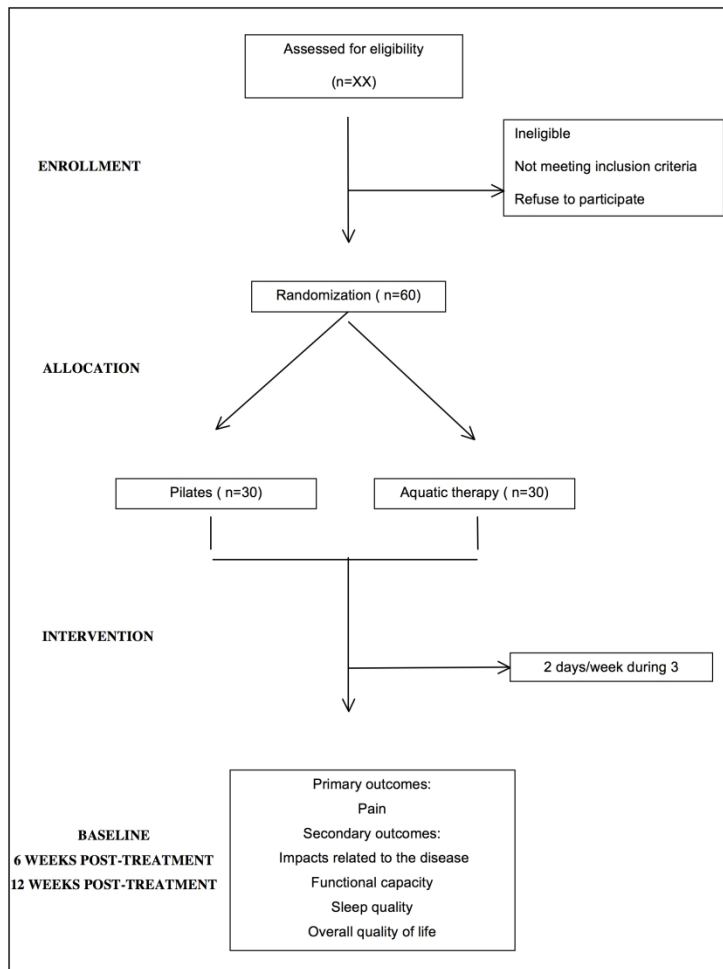 Assessed for eligibility
(n=XX)
Ineligible
ENROLLMENT
Not meeting inclusion criteria
Refuse to participate
Randomization ( n=60)
ALLOCATION
Pilates ( n=30)
Aquatic therapy ( n=30)
INTERVENTION
2 days/week during 3
Primary outcomes:
Pain
BASELINE
Secondary outcomes:
6 WEEKS POST-TREATMENT
Impacts related to the disease
12 WEEKS POST-TREATMENT
Functional capacity
Sleep quality
Overall quality of life